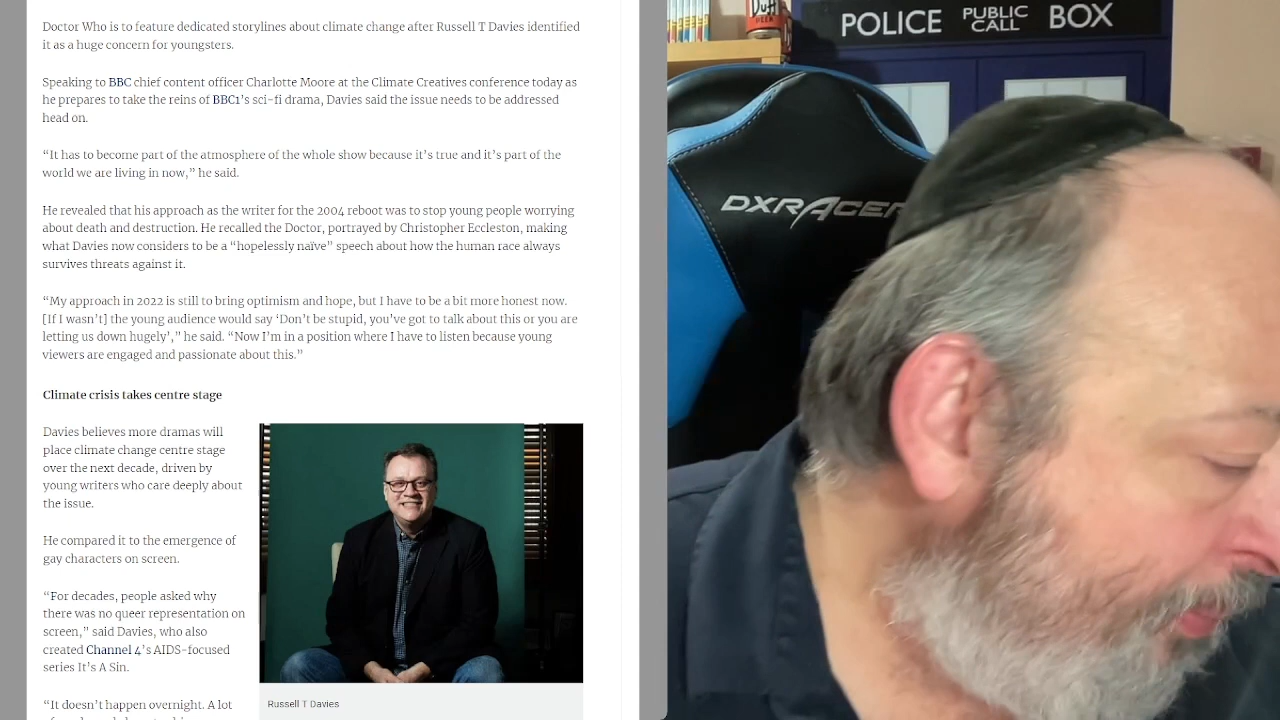 Doctor Who is to feature dedicated storylines about climate change after Russell T Davies identified
it as a huge concern for youngsters.
Speaking to BBC chief content officer Charlotte Moore at the Climate Creatives conference today as
he prepares to take the reins of BBC1’s sci-fi drama, Davies said the issue needs to be addressed
head on.
“It has to become part of the atmosphere of the whole show because it’s true and it’s part of the
world we are living in now,” he said.
He revealed that his approach as the writer for the 2004 reboot was to stop young people worrying
about death and destruction. He recalled the Doctor, portrayed by Christopher Eccleston, making
what Davies now considers to be a “hopelessly naïve” speech about how the human race always
survives threats against it.
“My approach in 2022 is still to bring optimism and hope, but I have to be a bit more honest now.
[If I wasn’t] the young audience would say ‘Don’t be stupid, you’ve got to talk about this or you are
letting us down hugely’,” he said. “Now I’m in a position where I have to listen because young
viewers are engaged and passionate about this.”
Climate crisis takes centre stage
Davies believes more dramas will
place climate change centre stage
over the next decade, driven by
young writers who care deeply about
the issue.
He compared it to the emergence of
gay characters on screen.
“For decades, people asked why
there was no queer representation on
screen,” said Davies, who also
created Channel 4’s AIDS-focused
series It’s A Sin.
“It doesn’t happen overnight. A lot
Russell T Davies
Duff
BEER
POLICE PUBLIC CALL BOX
DXRACER